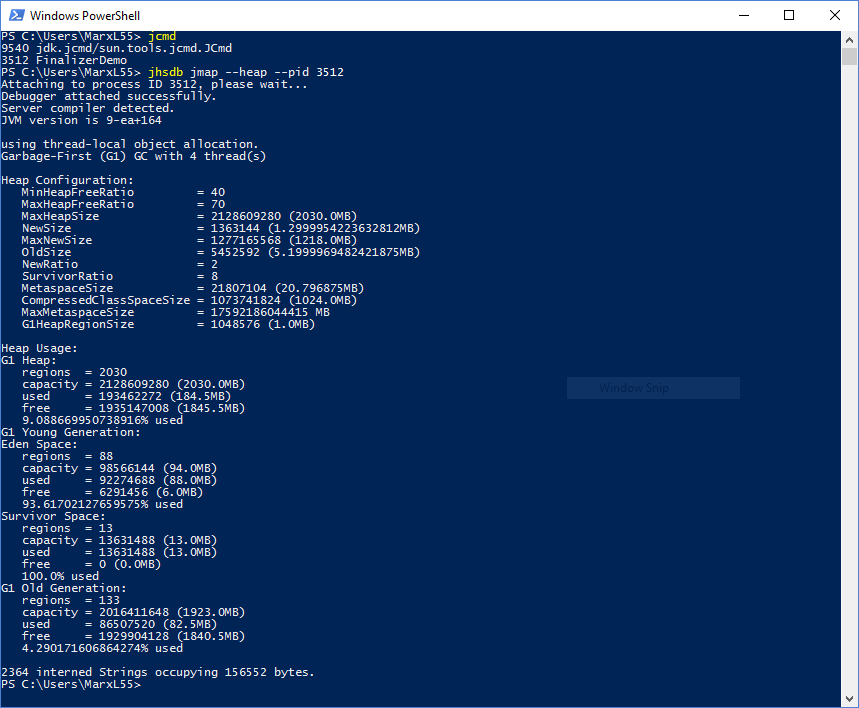 Windows PowerShell
PS C:\Users\MarxL55> jcmd
9540 jdk.jcmd/sun.tools.jcmd.JCmd
3512 FinalizerDemo
PS C:\Users\MarxL55> jhsdb jmap --heap --pid 3512
Attaching to process ID 3512, please wait...
Debugger attached successfully.
Server compiler detected.
JVM version is 9-ea+164

using thread-local object allocation.
Garbage-First (G1) GC with 4 thread(s)

Heap Configuration:
   MinHeapFreeRatio         = 40
   MaxHeapFreeRatio         = 70
   MaxHeapSize              = 2128609280 (2030.0MB)
   NewSize                  = 1363144 (1.2999954223632812MB)
   MaxNewSize               = 1277165568 (1218.0MB)
   OldSize                  = 5452592 (5.1999969482421875MB)
   NewRatio                 = 2
   SurvivorRatio            = 8
   MetaspaceSize            = 21807104 (20.796875MB)
   CompressedClassSpaceSize = 1073741824 (1024.0MB)
   MaxMetaspaceSize         = 17592186044415 MB
   G1HeapRegionSize         = 1048576 (1.0MB)

Heap Usage:
G1 Heap:
   regions  = 2030
   capacity = 2128609280 (2030.0MB)
   used     = 193462272 (184.5MB)
   free     = 1935147008 (1845.5MB)
   9.088669950738916% used
G1 Young Generation:
Eden Space:
   regions  = 88
   capacity = 98566144 (94.0MB)
   used     = 92274688 (88.0MB)
   free     = 6291456 (6.0MB)
   93.61702127659575% used
Survivor Space:
   regions  = 13
   capacity = 13631488 (13.0MB)
   used     = 13631488 (13.0MB)
   free     = 0 (0.0MB)
   100.0% used
G1 Old Generation:
   regions  = 133
   capacity = 2016411648 (1923.0MB)
   used     = 86507520 (82.5MB)
   free     = 1929904128 (1840.5MB)
   4.290171606864274% used

2364 interned Strings occupying 156552 bytes.
PS C:\Users\MarxL55>
Window Snip